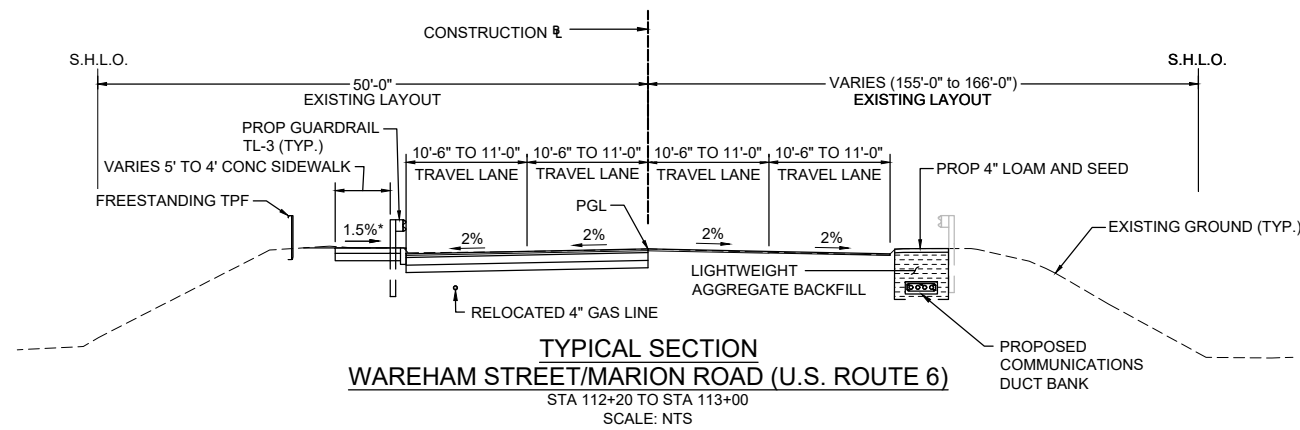 CONSTRUCTION ℄
S.H.L.O.
S.H.L.O.
50'-0"
EXISTING LAYOUT
VARIES (155'-0" to 166'-0")
EXISTING LAYOUT
PROP GUARDRAIL
TL-3 (TYP.)
VARIES 5' TO 4' CONC SIDEWALK
FREESTANDING TPF
10'-6" TO 11'-0"
TRAVEL LANE
10'-6" TO 11'-0"
TRAVEL LANE
10'-6" TO 11'-0"
TRAVEL LANE
10'-6" TO 11'-0"
TRAVEL LANE
PROP 4" LOAM AND SEED
PGL
EXISTING GROUND (TYP.)
1.5%*
2%
2%
2%
2%
LIGHTWEIGHT
AGGREGATE BACKFILL
RELOCATED 4" GAS LINE
PROPOSED
COMMUNICATIONS
DUCT BANK
TYPICAL SECTION
WAREHAM STREET/MARION ROAD (U.S. ROUTE 6)
STA 112+20 TO STA 113+00
SCALE: NTS